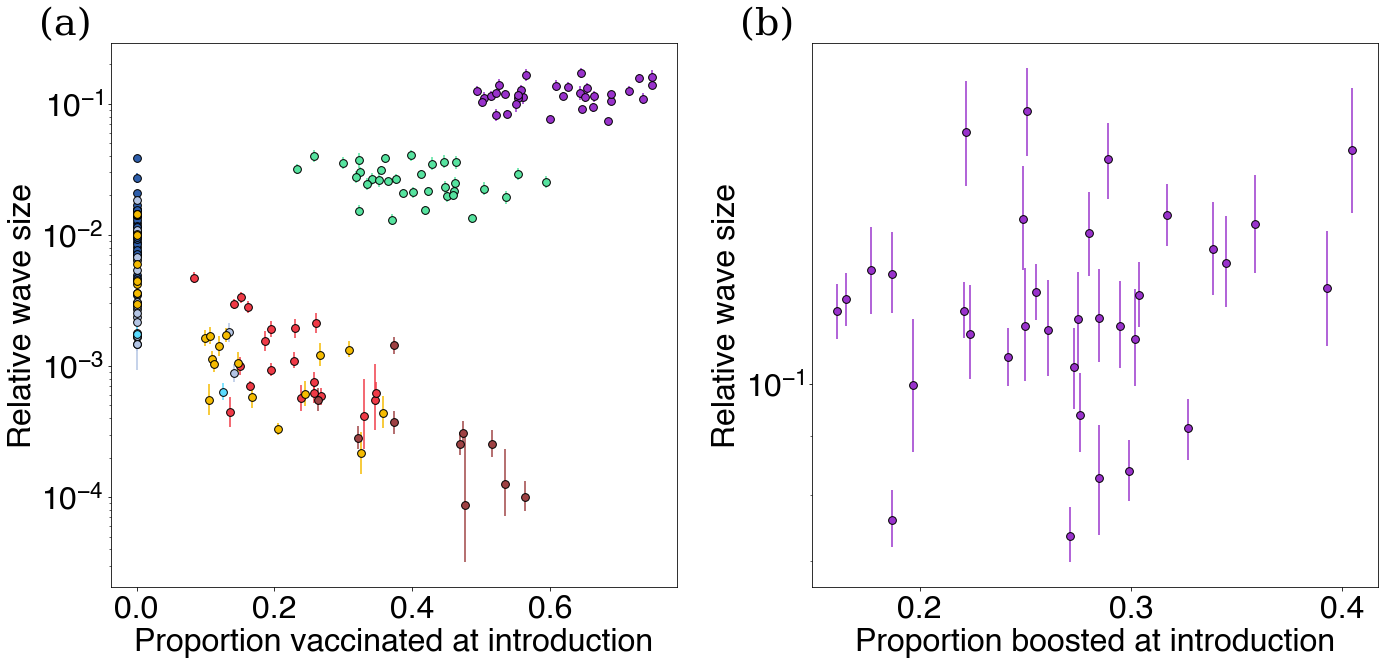 (a)
Relative wave size
10⁻¹
10⁻²
10⁻³
10⁻⁴
0.0 0.2 0.4 0.6
Proportion vaccinated at introduction
(b)
Relative wave size
10⁻¹
0.2 0.3 0.4
Proportion boosted at introduction